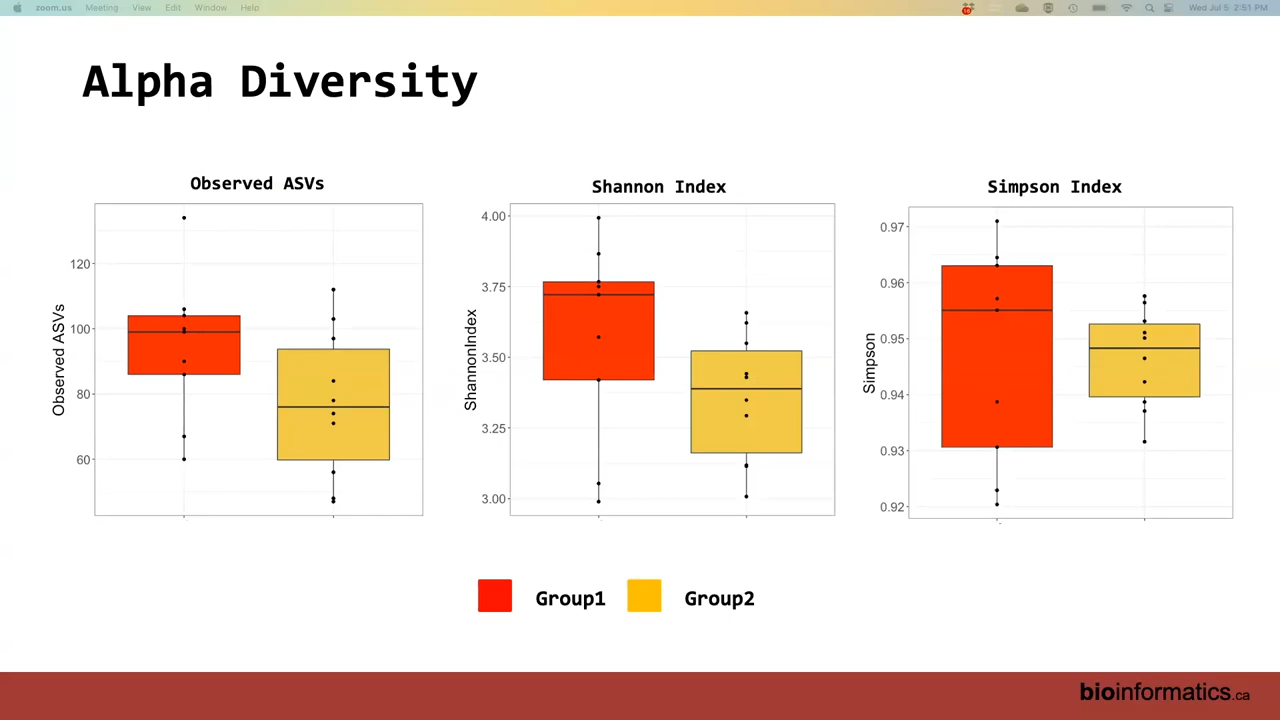 zoom.us Meeting View Edit Window Help
18
Wed Jul 5 2:51 PM
Alpha Diversity
Observed ASVs
Observed ASVs
120
100
80
60
Shannon Index
ShannonIndex
4.00
3.75
3.50
3.25
3.00
Simpson Index
Simpson
0.97
0.96
0.95
0.94
0.93
0.92
Group1 Group2
bioinformatics.ca